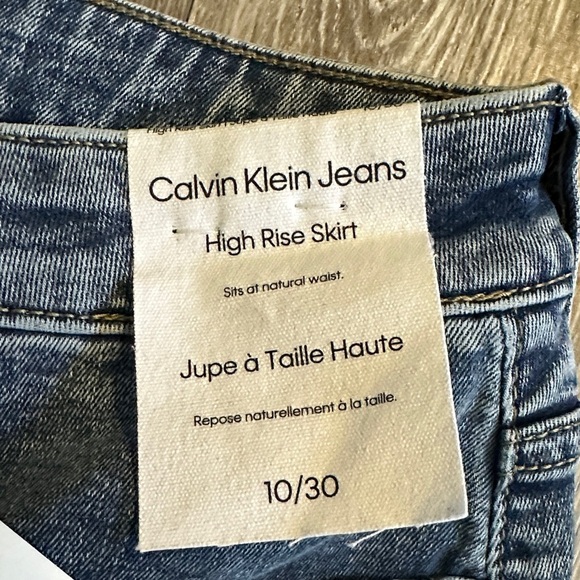 Calvin Klein Jeans
High Rise Skirt
Sits at natural waist.
Jupe à Taille Haute
Repose naturellement à la taille.
10/30